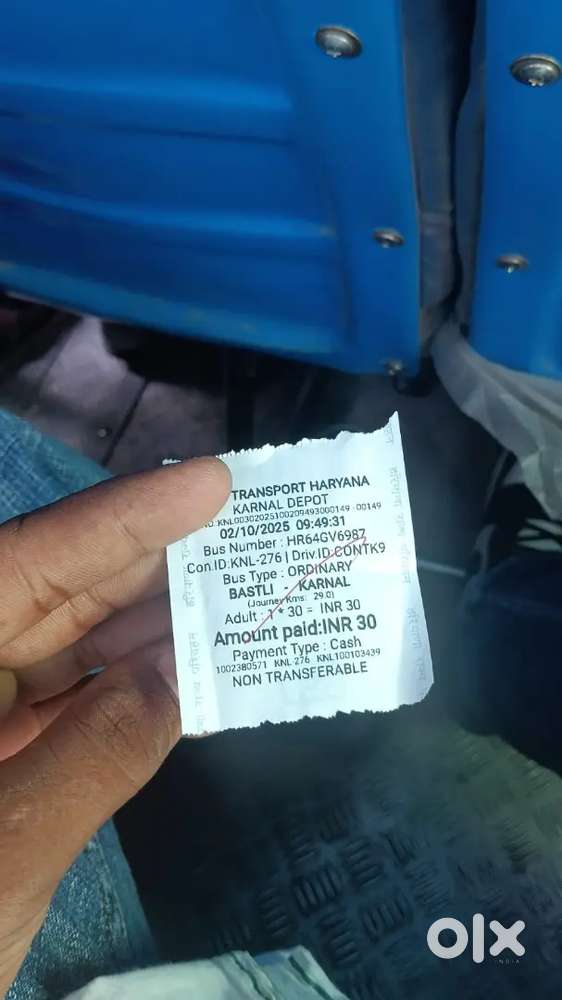 TRANSPORT HARYANA
KARNAL DEPOT
KNL00302025100209493000149 - 00149
02/10/2025 09:49:31
Bus Number : HR64GV6987
Con.ID:KNL-276 | Driv.ID:CONTK9
Bus Type : ORDINARY
BASTLI - KARNAL
(Journey Kms: 29.0)
Adult : 1 * 30 = INR 30
Amount paid:INR 30
Payment Type : Cash
1002380571 KNL 276 KNL100103439
NON TRANSFERABLE
olx
INDIA